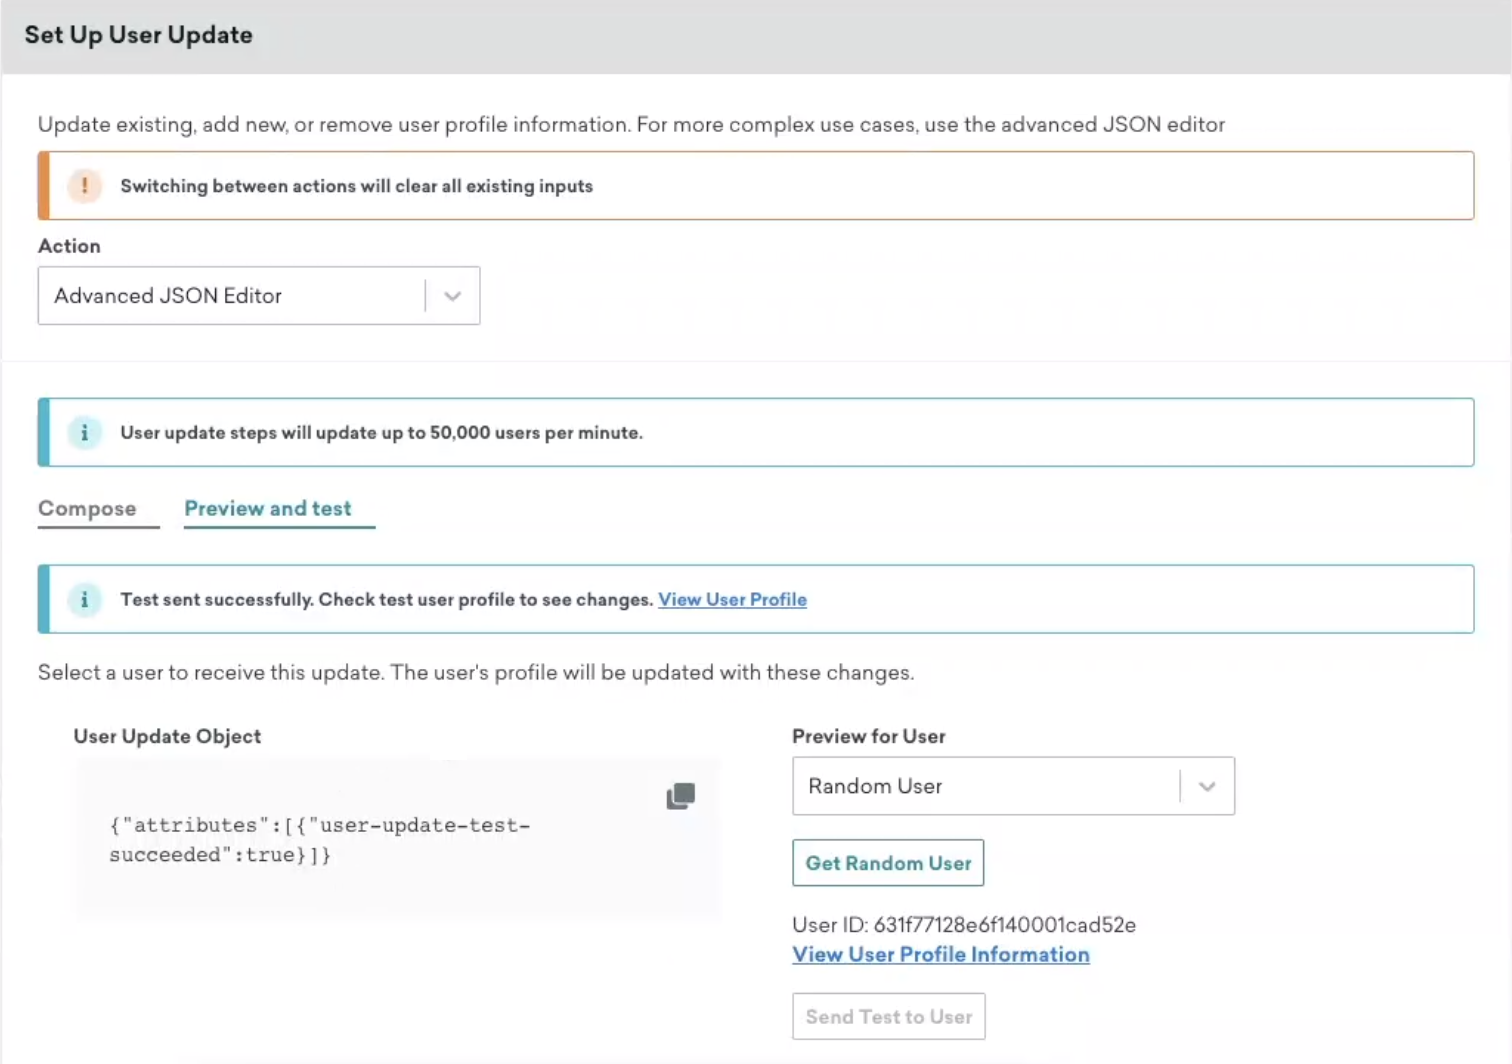 Set Up User Update
Update existing, add new, or remove user profile information. For more complex use cases, use the advanced JSON editor
! Switching between actions will clear all existing inputs
Action
Advanced JSON Editor
i User update steps will update up to 50,000 users per minute.
Compose Preview and test
i Test sent successfully. Check test user profile to see changes. View User Profile
Select a user to receive this update. The user's profile will be updated with these changes.
User Update Object
{"attributes":[{"user-update-test-
succeeded":true}]}
Preview for User
Random User
Get Random User
User ID: 631f77128e6f140001cad52e
View User Profile Information
Send Test to User